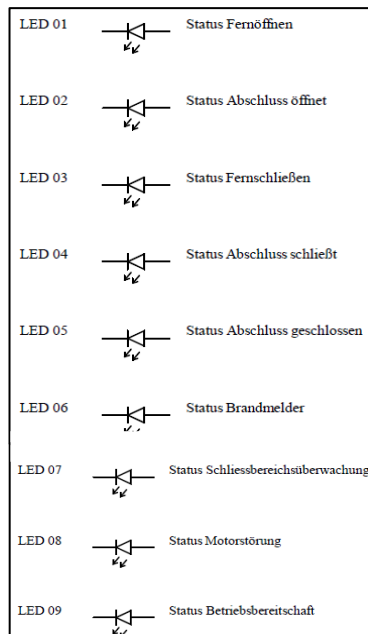 LED 01 Status Fernöffnen
LED 02 Status Abschluss öffnet
LED 03 Status Fernschließen
LED 04 Status Abschluss schließt
LED 05 Status Abschluss geschlossen
LED 06 Status Brandmelder
LED 07 Status Schliessbereichsüberwachung
LED 08 Status Motorstörung
LED 09 Status Betriebsbereitschaft